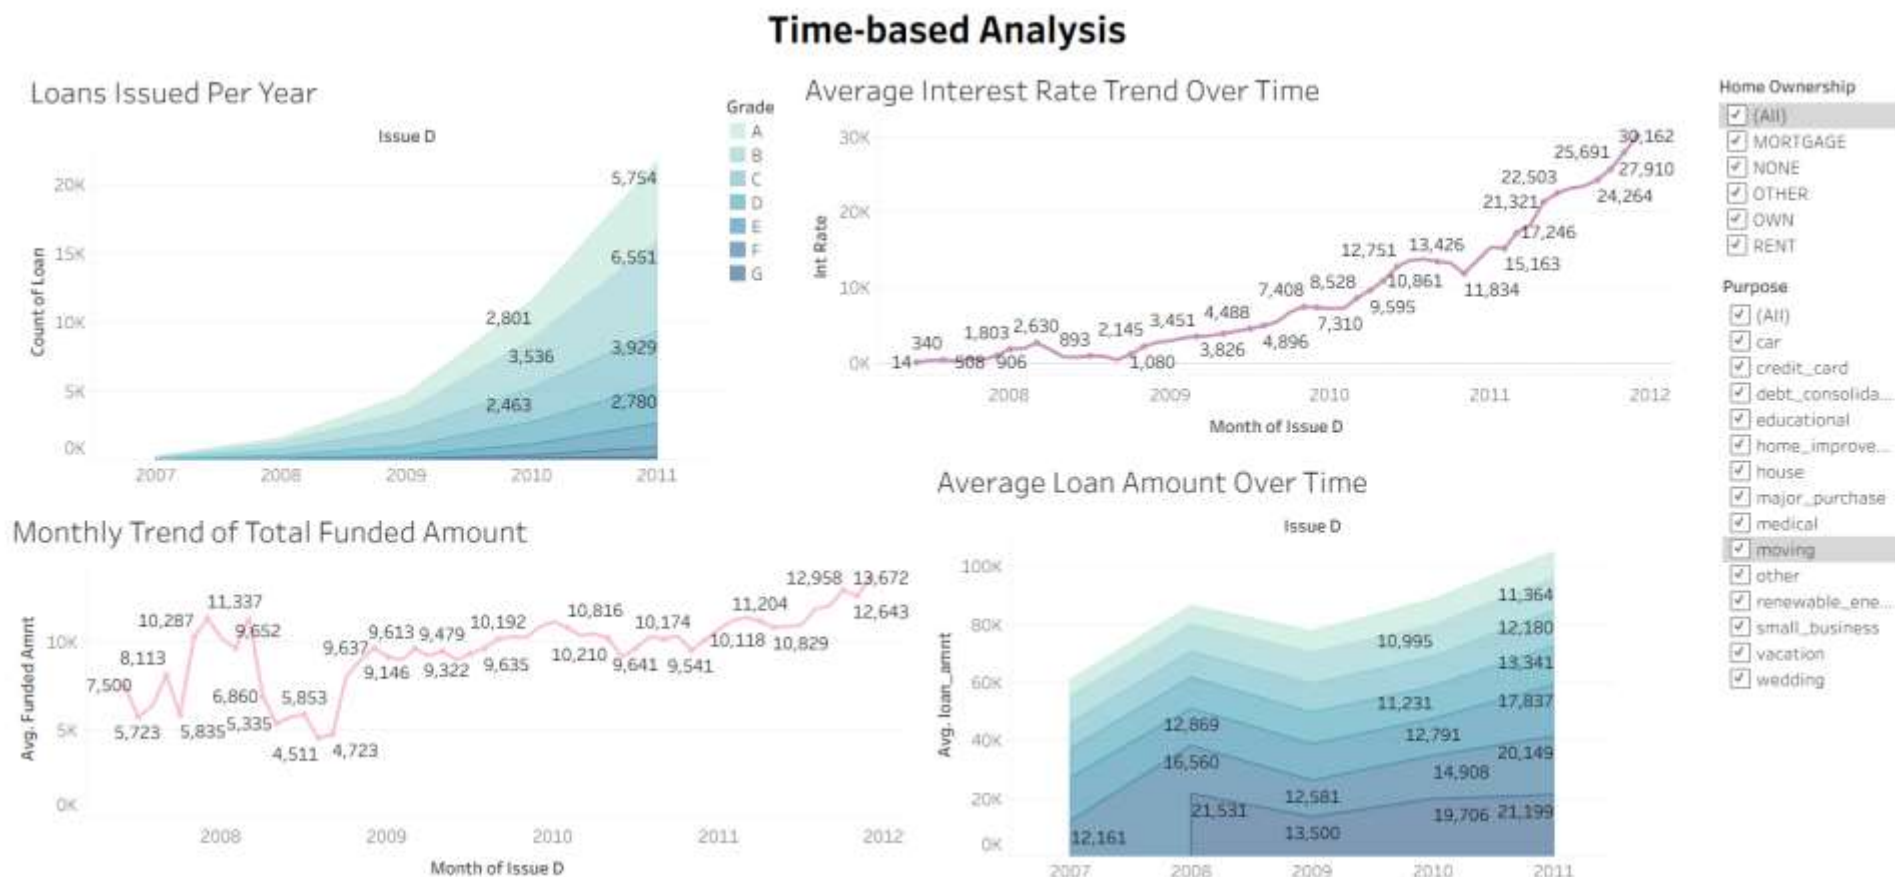 Time-based Analysis
Loans Issued Per Year
Issue D
Count of Loan
20K
15K
10K
5K
0K
5,754
6,551
2,801
3,536
3,929
2,463
2,780
2007 2008 2009 2010 2011
Grade
A
B
C
D
E
F
G
Average Interest Rate Trend Over Time
Int Rate
30K
20K
10K
0K
30,162
25,691
27,910
22,503
24,264
21,321
17,246
12,751 13,426
15,163
7,408 8,528
10,861
11,834
9,595
3,451 4,488
7,310
1,803 2,630 893 2,145
3,826 4,896
340
14 508 906
1,080
2008 2009 2010 2011 2012
Month of Issue D
Home Ownership
(All)
MORTGAGE
NONE
OTHER
OWN
RENT
Purpose
(All)
car
credit_card
debt_consolida...
educational
home_improve...
house
major_purchase
medical
moving
other
renewable_ene...
small_business
vacation
wedding
Monthly Trend of Total Funded Amount
Avg. Funded Amnt
10K
5K
0K
12,958 13,672
12,643
11,337
10,287
9,652
10,192 10,816 10,174 11,204
9,637 9,613 9,479
10,118 10,829
8,113
9,146 9,322 9,635 10,210 9,641 9,541
7,500
6,860 5,853
5,723 5,835 5,335
4,511 4,723
2008 2009 2010 2011 2012
Month of Issue D
Average Loan Amount Over Time
Issue D
Avg. loan_amnt
100K
80K
60K
40K
20K
0K
11,364
12,180
10,995
13,341
11,231
17,837
12,869
12,791
20,149
16,560
14,908
12,581
21,531
19,706 21,199
12,161
13,500
2007 2008 2009 2010 2011